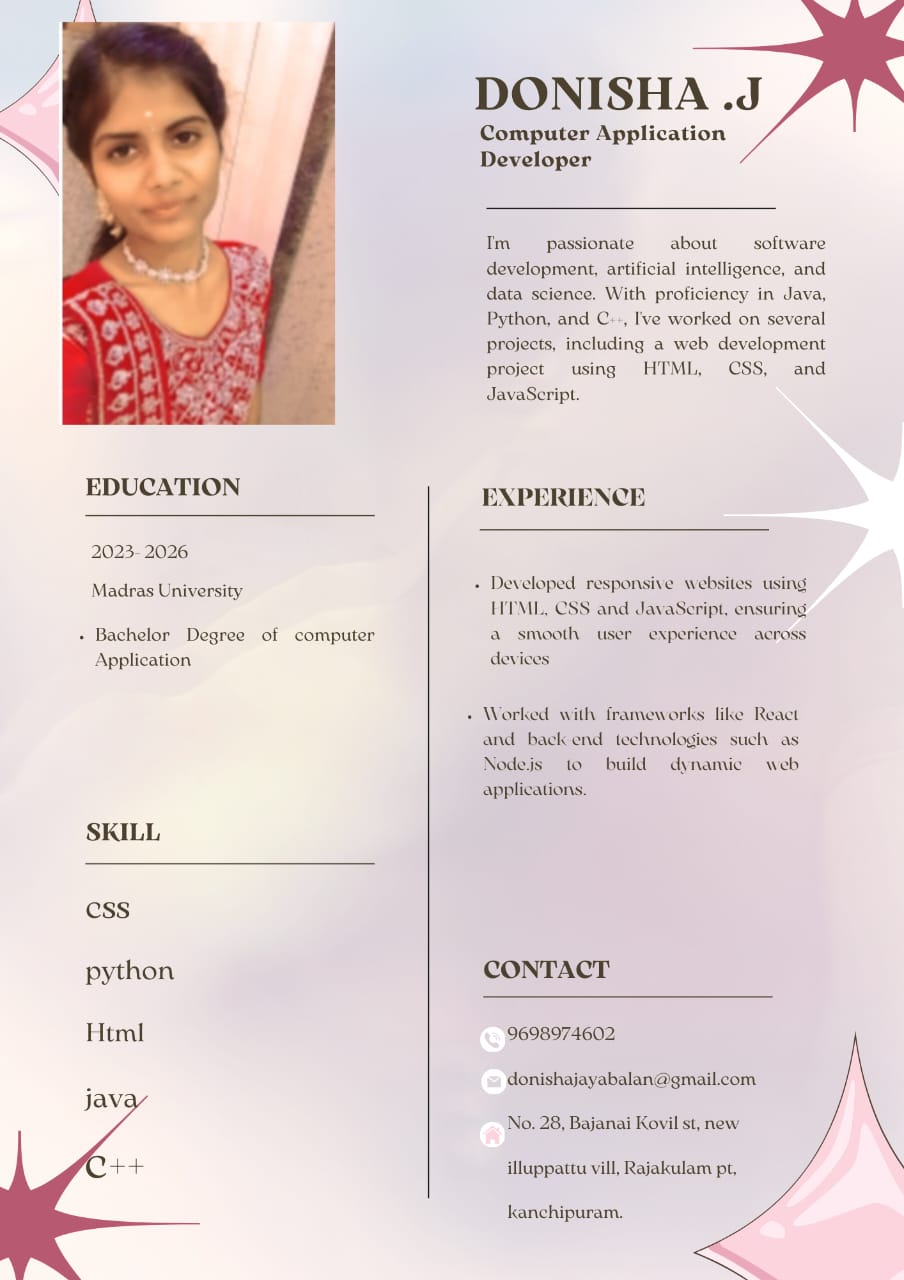 DONISHA .J
Computer Application
Developer
I'm passionate about software
development, artificial intelligence, and
data science. With proficiency in Java,
Python, and C++, I've worked on several
projects, including a web development
project using HTML, CSS, and
JavaScript.
EDUCATION
2023- 2026
Madras University
• Bachelor Degree of computer
Application
SKILL
CSS
python
Html
java
C++
EXPERIENCE
• Developed responsive websites using
HTML, CSS and JavaScript, ensuring
a smooth user experience across
devices
• Worked with frameworks like React
and back-end technologies such as
Node.js to build dynamic web
applications.
CONTACT
9698974602
donishajayabalan@gmail.com
No. 28, Bajanai Kovil st, new
illuppattu vill, Rajakulam pt,
kanchipuram.